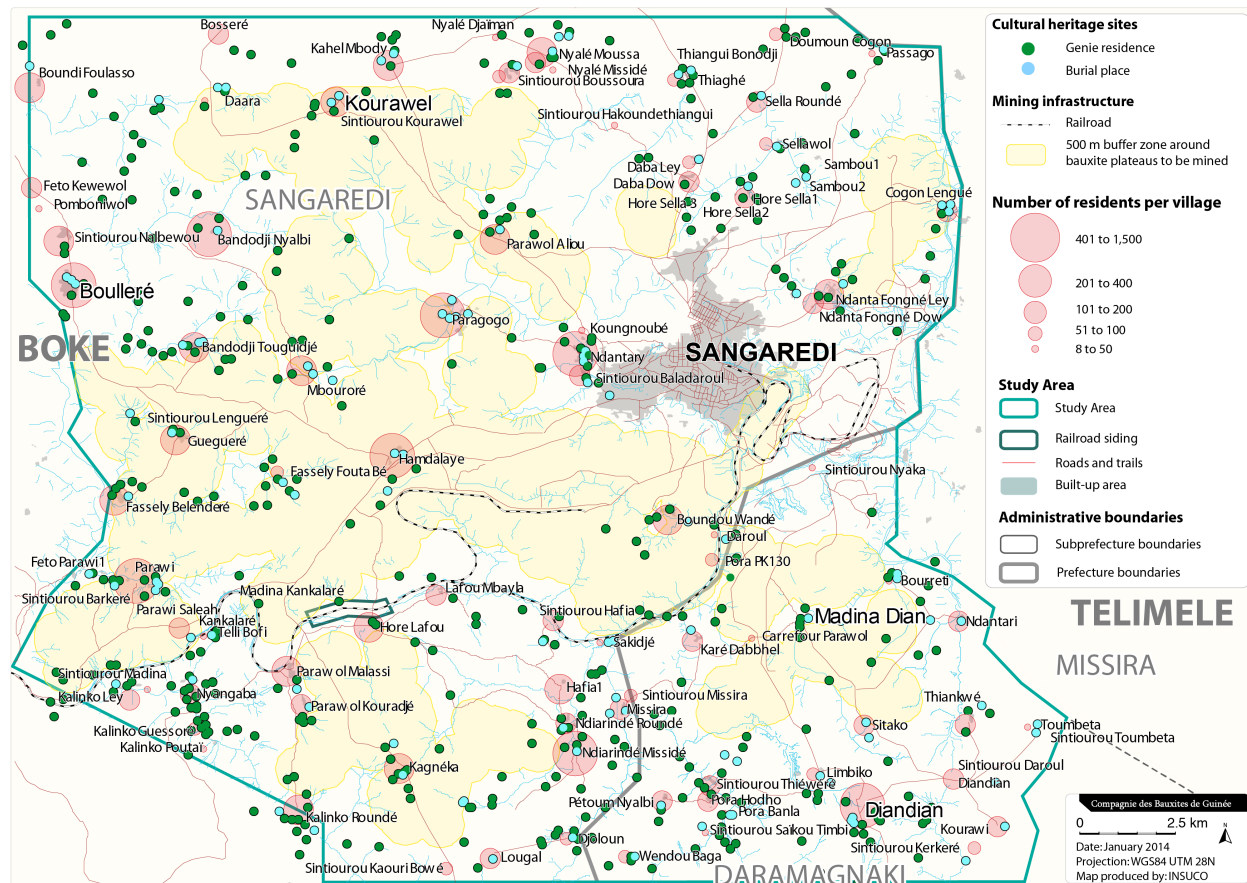 Bosseré
Nyalé Djaïman
Kahel Mbody
Nyalé Moussa
Nyalé Missidé
Sintiourou Boussoura
Thiangui Bonodji
Thiaghé
Doumoun Cogon
Passago
Boundi Foulasso
Daara
Kourawel
Sintiourou Kourawel
Sella Roundé
Sintiourou Hakoundethiangui
Sellawol
Daba Ley
Daba Dow
Sambou1
Sambou2
Hore Sella1
Hore Sella 3
Hore Sella2
Cogon Lengué
Feto Kewewol
Pomboniwol
SANGAREDI
Sintiourou Nalbewou
Bandodji Nyalbi
Parawol Aliou
Boulleré
Ndanta Fongné Ley
Ndanta Fongné Dow
Paragogo
Koungnoubé
BOKE
Bandodji Touguidjé
Ndantary
SANGAREDI
Sintiourou Baladaroul
Mbouroré
Sintiourou Lengueré
Guegueré
Hamdalaye
Fassely Fouta Bé
Sintiourou Nyaka
Fassely Belenderé
Boundou Wandé
Daroul
Pora PK130
Feto Parawi1
Parawi
Bourreti
Sintiourou Barkeré
Madina Kankalaré
Lafou Mbayla
Parawi Saleah
Kankalaré
Telli Bofi
Hore Lafou
Sintiourou Hafia
Madina Dian
Ndantari
TELIMELE
Sakidjé
Karé Dabbhel
Carrefour Parawol
MISSIRA
Sintiourou Madina
Parawol Malassi
Kalinko Ley
Nyangaba
Hafia1
Sintiourou Missira
Thiankwé
Parawol Kouradjé
Missira
Kalinko Guessoré
Ndiarindé Roundé
Sitako
Toumbeta
Sintiourou Toumbeta
Kalinko Poutaï
Ndiarindé Missidé
Kagnéka
Limbiko
Sintiourou Daroul
Diandian
Sintiourou Thiéwéré
Pétoum Nyalbi
Pora Hodho
Pora Banla
Diandian
Kalinko Roundé
Sintiourou Saïkou Timbi
Kourawi
Djoloun
Sintiourou Kerkeré
Lougal
Wendou Baga
Sintiourou Kaouri Bowé
DARAMAGNAKI
Cultural heritage sites
Genie residence
Burial place
Mining infrastructure
Railroad
500 m buffer zone around
bauxite plateaus to be mined
Number of residents per village
401 to 1,500
201 to 400
101 to 200
51 to 100
8 to 50
Study Area
Study Area
Railroad siding
Roads and trails
Built-up area
Administrative boundaries
Subprefecture boundaries
Prefecture boundaries
Compagnie des Bauxites de Guinée
0 2.5 km
N
Date: January 2014
Projection: WGS84 UTM 28N
Map produced by: INSUCO